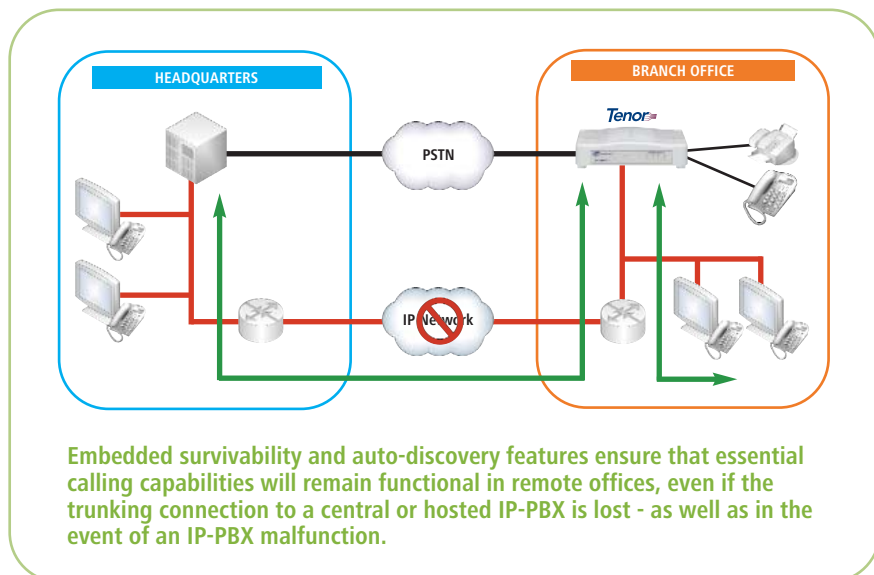 HEADQUARTERS
BRANCH OFFICE
Tenor
PSTN
IP Network
Embedded survivability and auto-discovery features ensure that essential
calling capabilities will remain functional in remote offices, even if the
trunking connection to a central or hosted IP-PBX is lost - as well as in the
event of an IP-PBX malfunction.